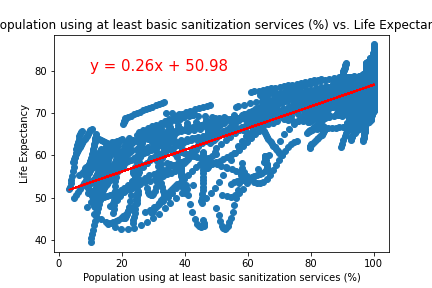 opulation using at least basic sanitization services (%) vs. Life Expectan
y = 0.26x + 50.98
Life Expectancy
80
70
60
50
40
0 20 40 60 80 100
Population using at least basic sanitization services (%)